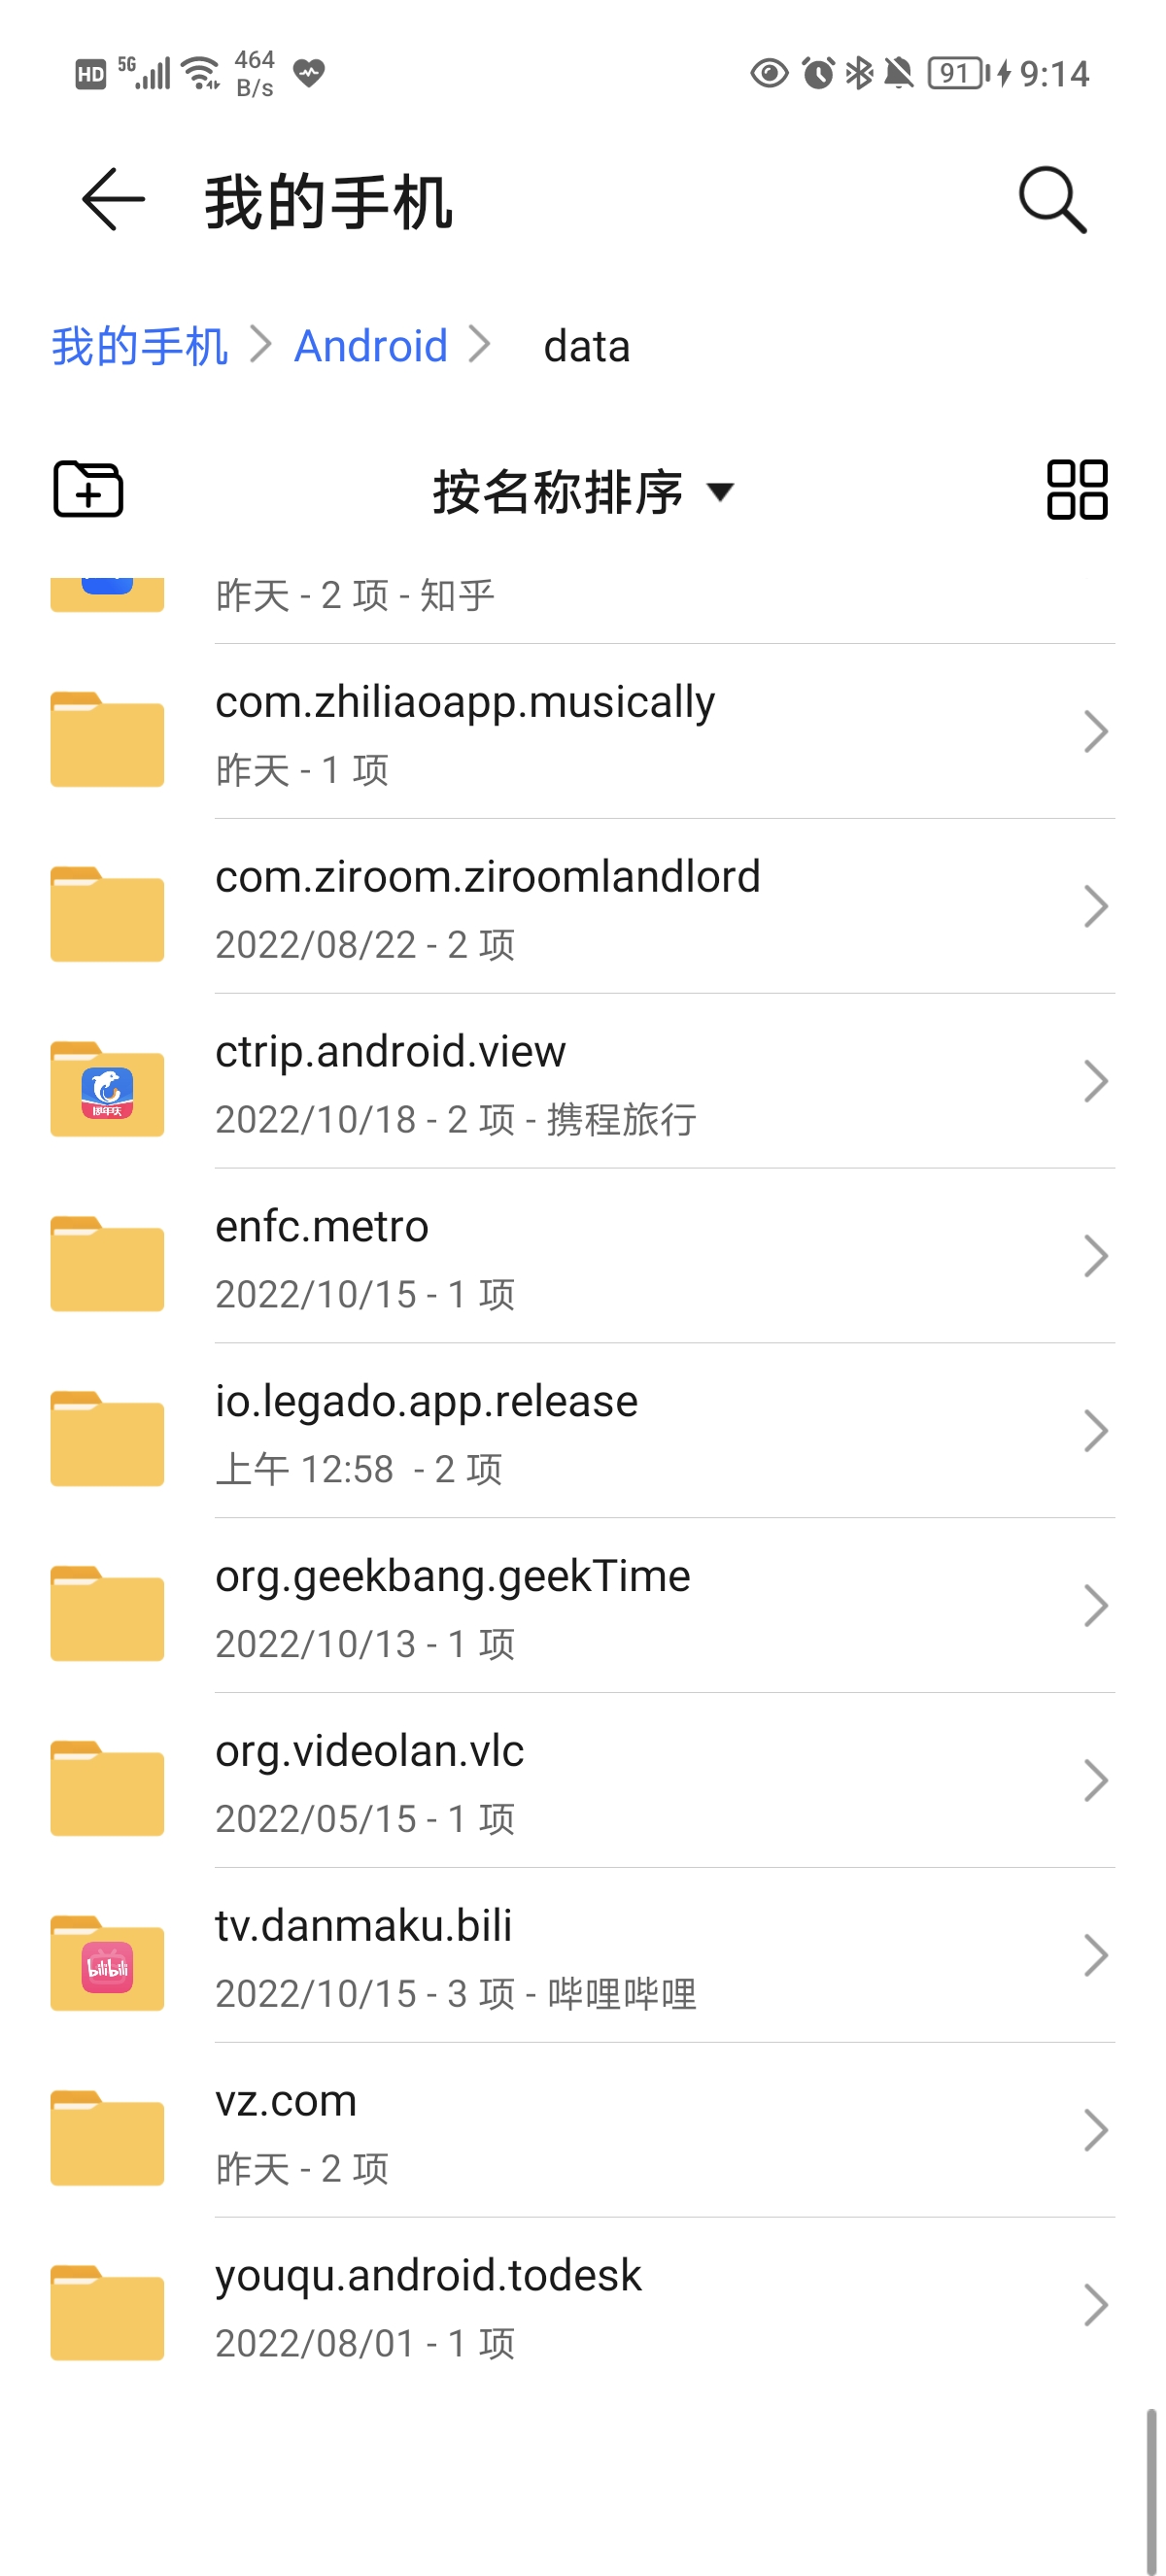 HD 5G 464 B/s 91 9:14
我的手机
我的手机 Android data
按名称排序
昨天 - 2 项 - 知乎
com.zhiliaoapp.musically
昨天 - 1 项
com.ziroom.ziroomlandlord
2022/08/22 - 2 项
ctrip.android.view
2022/10/18 - 2 项 - 携程旅行
enfc.metro
2022/10/15 - 1 项
io.legado.app.release
上午 12:58 - 2 项
org.geekbang.geekTime
2022/10/13 - 1 项
org.videolan.vlc
2022/05/15 - 1 项
tv.danmaku.bili
bilibili
2022/10/15 - 3 项 - 哔哩哔哩
vz.com
昨天 - 2 项
youqu.android.todesk
2022/08/01 - 1 项